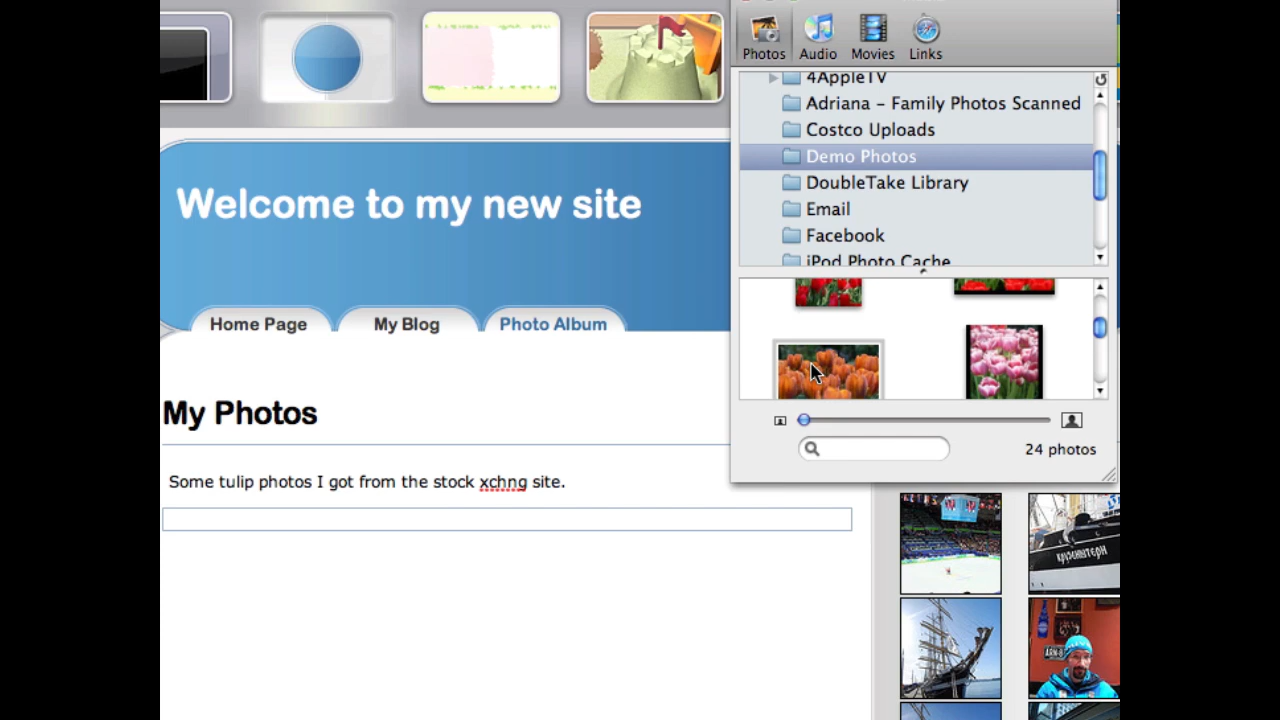 Photos Audio Movies Links
4AppleTV
Adriana – Family Photos Scanned
Costco Uploads
Demo Photos
DoubleTake Library
Email
Facebook
iPod Photo Cache
24 photos
Welcome to my new site
Home Page My Blog Photo Album
My Photos
Some tulip photos I got from the stock xchng site.